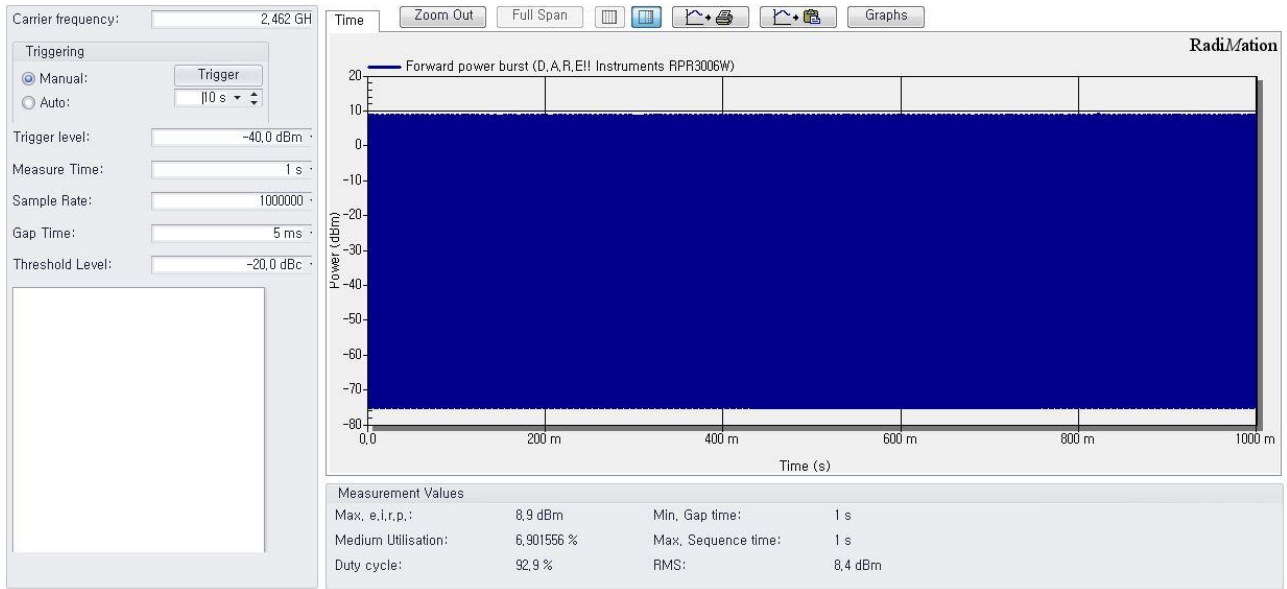 Carrier frequency: 2,462 GH
Triggering
Manual: Trigger
Auto: 10 s
Trigger level: -40,0 dBm
Measure Time: 1 s
Sample Rate: 1000000
Gap Time: 5 ms
Threshold Level: -20,0 dBc
Time Zoom Out Full Span Graphs
RadiMation
Forward power burst (D,A,R,E!! Instruments RPR3006W)
20
10
0
-10
-20
-30
-40
-50
-60
-70
-80
Power (dBm)
0,0 200 m 400 m 600 m 800 m 1000 m
Time (s)
Measurement Values
Max, e,i,r,p,: 8,9 dBm Min, Gap time: 1 s
Medium Utilisation: 6,901556 % Max, Sequence time: 1 s
Duty cycle: 92,9 % RMS: 8,4 dBm